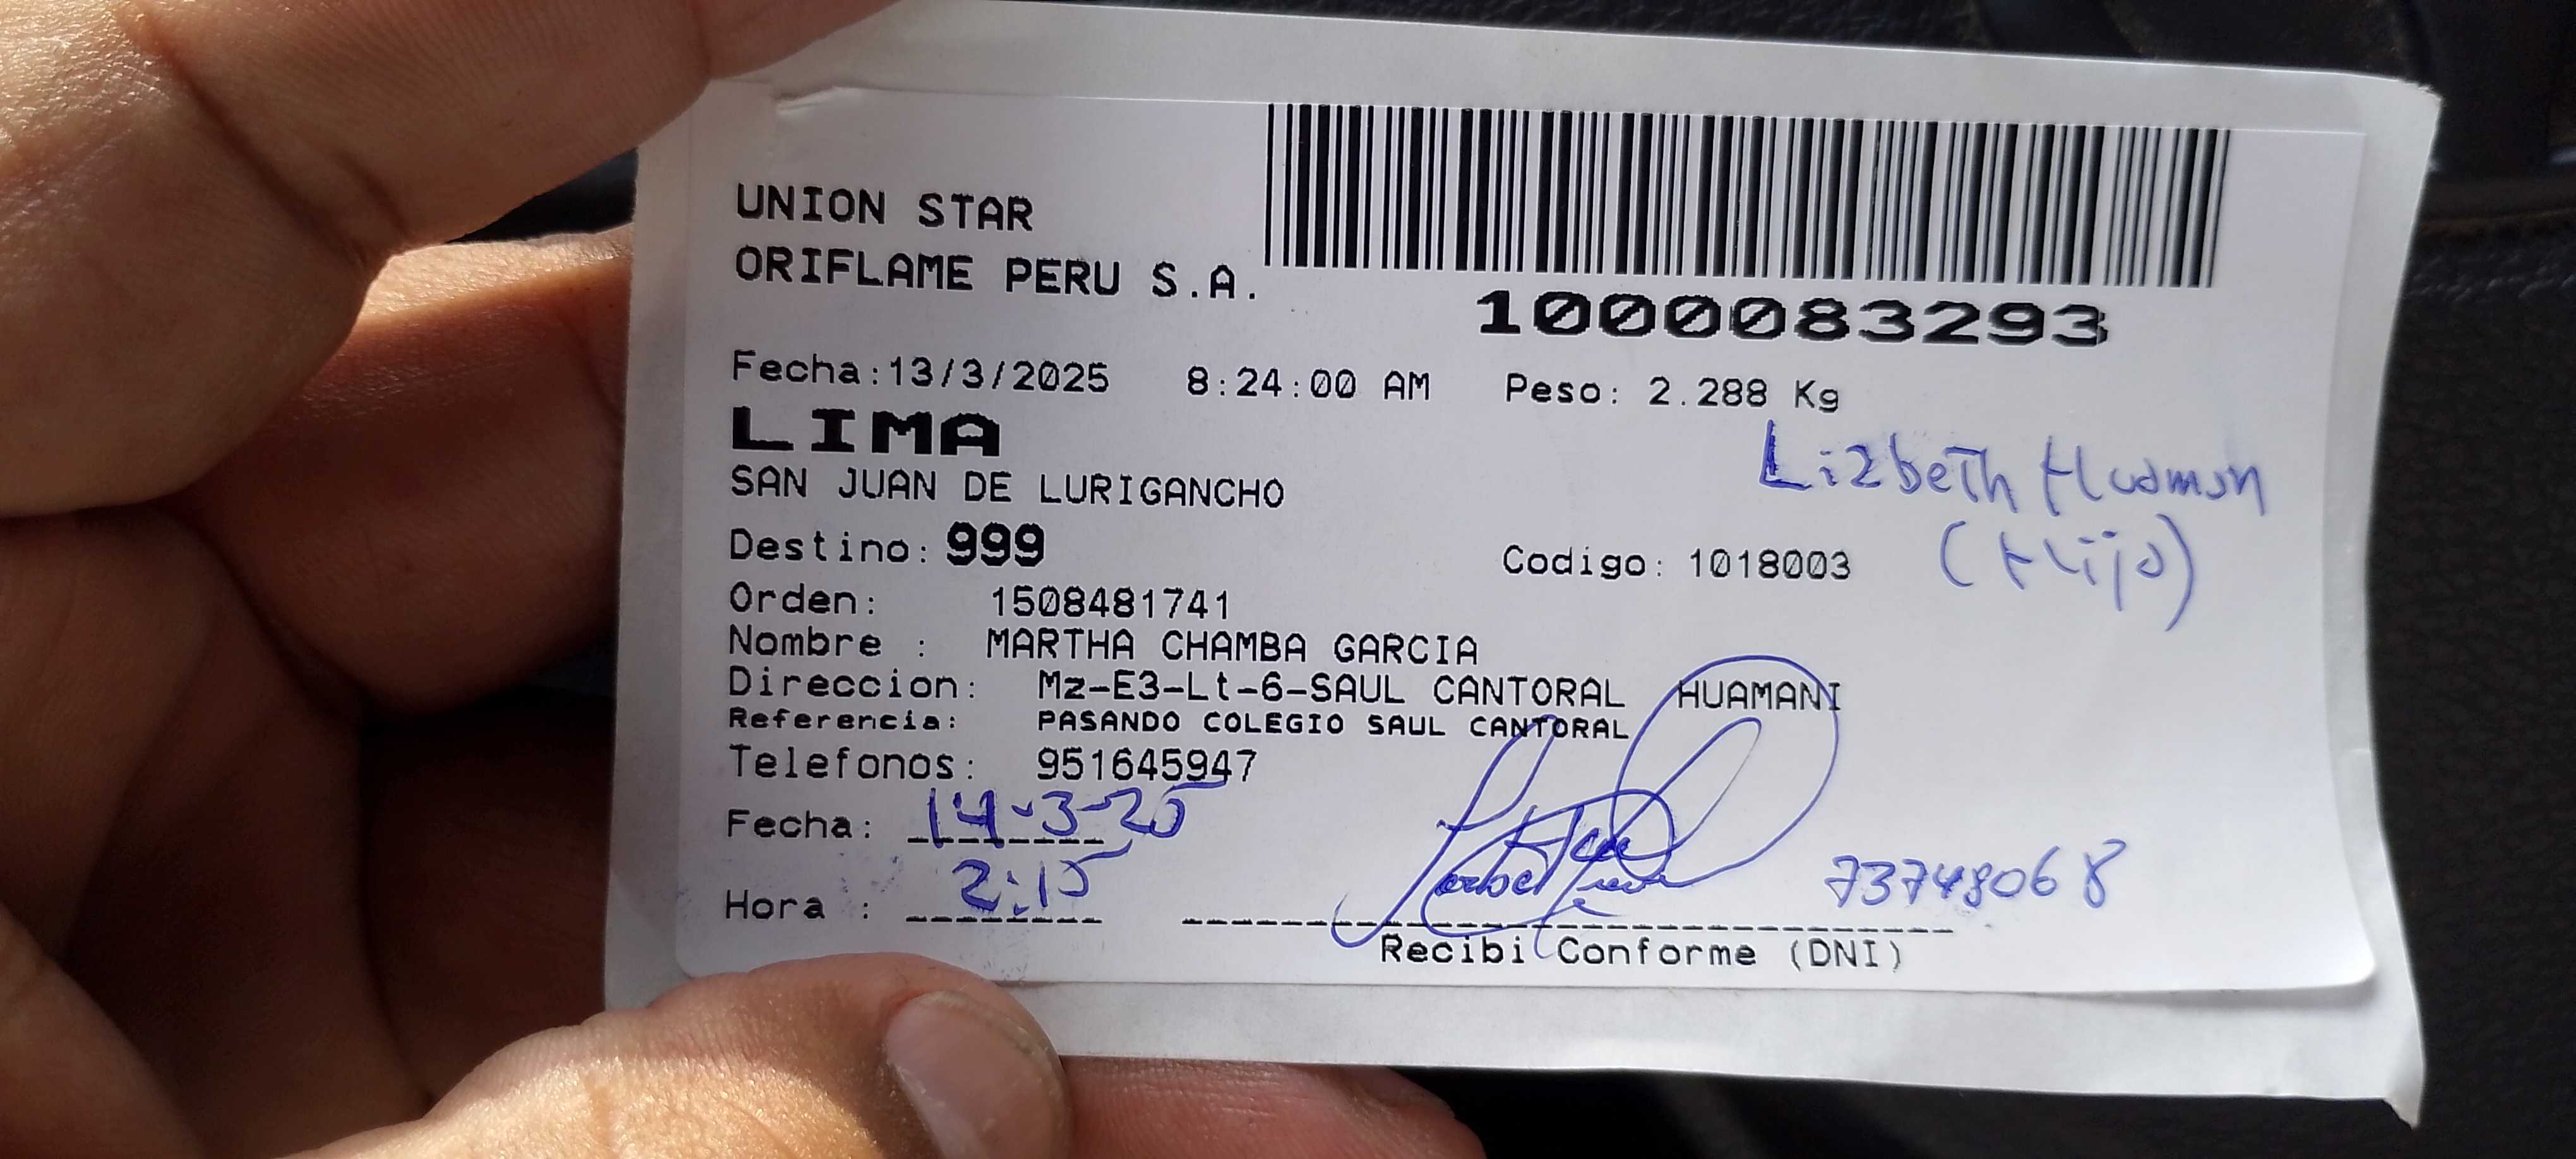 UNION STAR
ORIFLAME PERU S.A.
1000083293
Fecha:13/3/2025 8:24:00 AM Peso: 2.288 Kg
LIMA
SAN JUAN DE LURIGANCHO
Lizbeth Huaman
(Hija)
Destino: 999 Codigo: 1018003
Orden: 1508481741
Nombre : MARTHA CHAMBA GARCIA
Direccion: Mz-E3-Lt-6-SAUL CANTORAL HUAMANI
Referencia: PASANDO COLEGIO SAUL CANTORAL
Telefonos: 951645947
Fecha: 14-3-25
Hora : 2:15
73748068
Recibi Conforme (DNI)